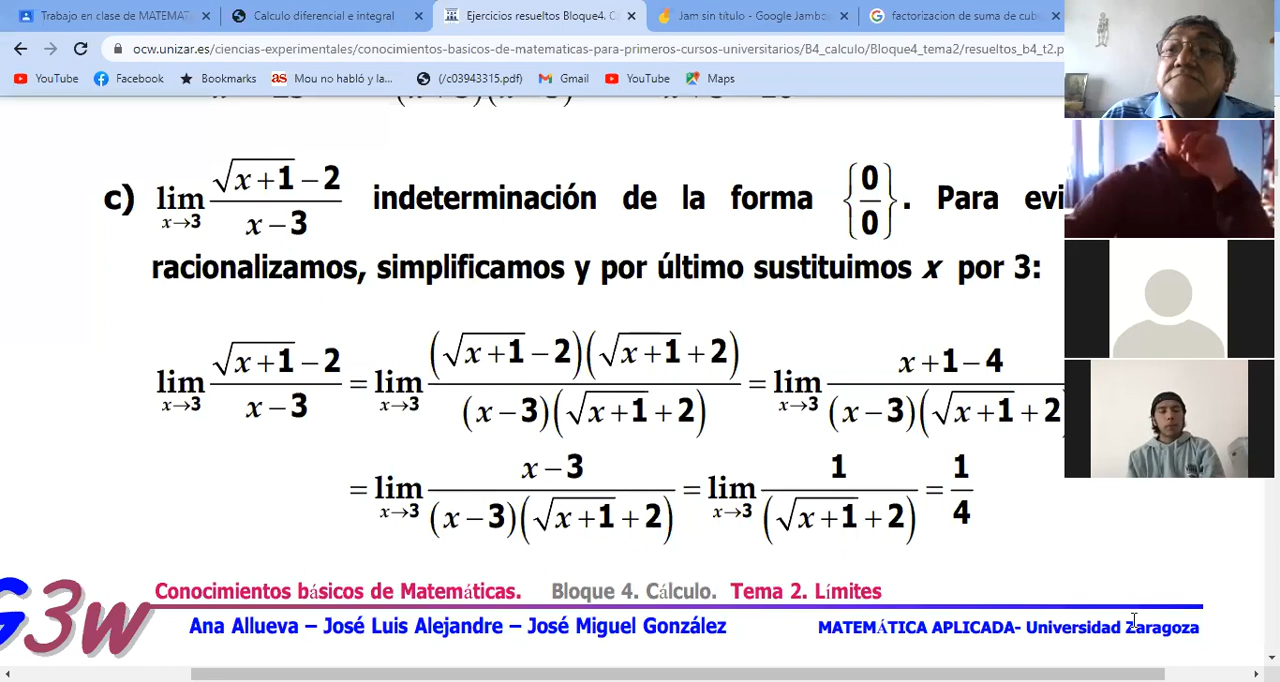 Trabajo en clase de MATEMAT
Calculo diferencial e integral
Ejercicios resueltos Bloque4. C
Jam sin título - Google Jambo
factorizacion de suma de cub
ocw.unizar.es/ciencias-experimentales/conocimientos-basicos-de-matematicas-para-primeros-cursos-universitarios/B4_calculo/Bloque4_tema2/resueltos_b4_t2.p
YouTube Facebook Bookmarks as Mou no habló y la... (/c03943315.pdf) Gmail YouTube Maps
c) lim x→3 (√(x+1) − 2)/(x − 3) indeterminación de la forma {0/0}. Para evi
racionalizamos, simplificamos y por último sustituimos x por 3:
lim x→3 (√(x+1) − 2)/(x − 3) = lim x→3 ((√(x+1) − 2)(√(x+1) + 2))/((x − 3)(√(x+1) + 2)) = lim x→3 (x + 1 − 4)/((x − 3)(√(x+1) + 2
= lim x→3 (x − 3)/((x − 3)(√(x+1) + 2)) = lim x→3 1/(√(x+1) + 2) = 1/4
G3w
Conocimientos básicos de Matemáticas. Bloque 4. Cálculo. Tema 2. Límites
Ana Allueva – José Luis Alejandre – José Miguel González
MATEMÁTICA APLICADA- Universidad Zaragoza